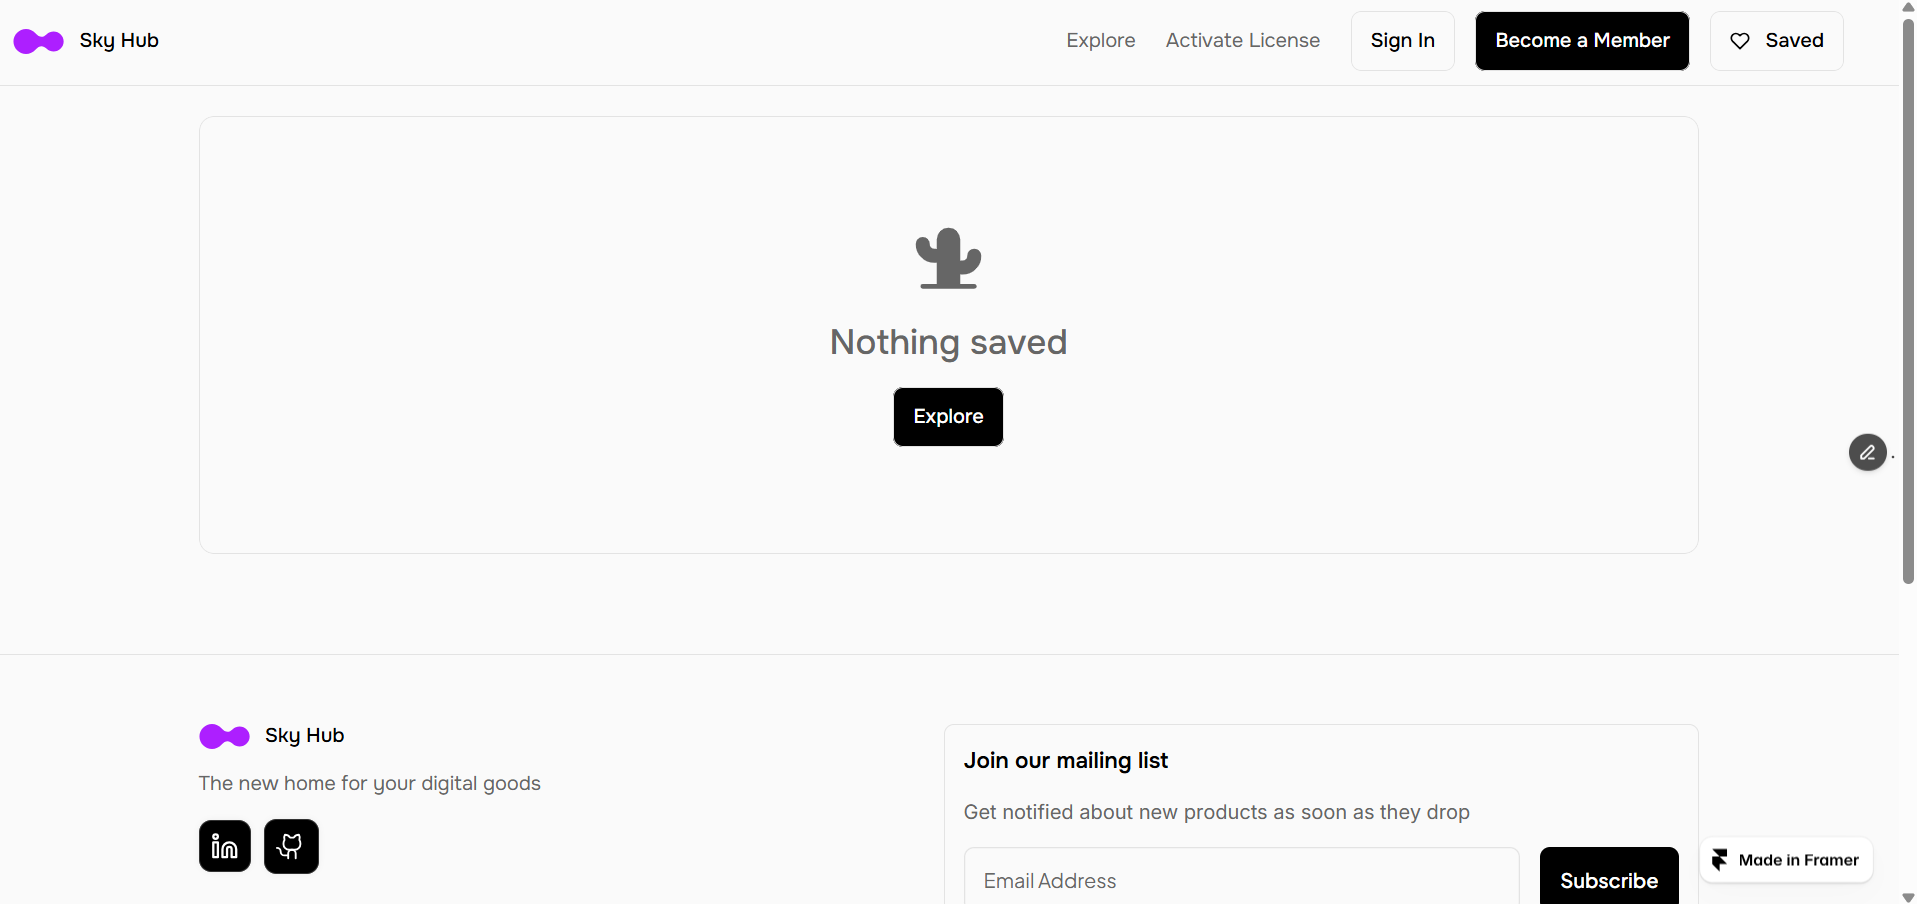 Sky Hub
Explore
Activate License
Sign In
Become a Member
Saved
Nothing saved
Explore
Sky Hub
The new home for your digital goods
in
Join our mailing list
Get notified about new products as soon as they drop
Email Address
Subscribe
Made in Framer